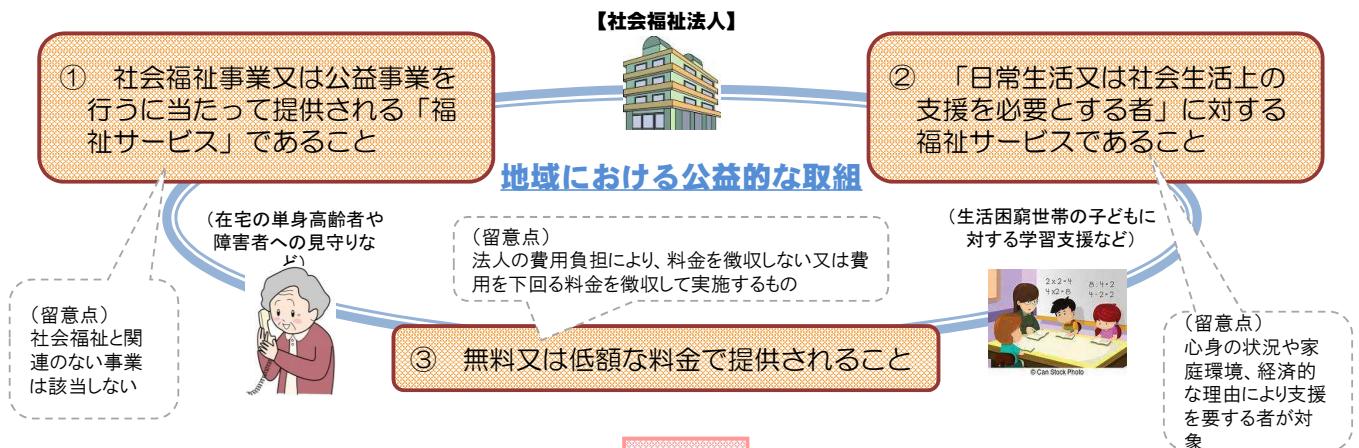 【社会福祉法人】
① 社会福祉事業又は公益事業を
行うに当たって提供される「福
祉サービス」であること
② 「日常生活又は社会生活上の
支援を必要とする者」に対する
福祉サービスであること
地域における公益的な取組
(在宅の単身高齢者や
障害者への見守りな
ど)
(留意点)
法人の費用負担により、料金を徴収しない又は費
用を下回る料金を徴収して実施するもの
(生活困窮世帯の子どもに
対する学習支援など)
(留意点)
社会福祉と関
連のない事業
は該当しない
③ 無料又は低額な料金で提供されること
2x2=4
4x2=8
8÷4=2
4-2=2
© Can Stock Photo
(留意点)
心身の状況や家
庭環境、経済的
な理由により支援
を要する者が対
象